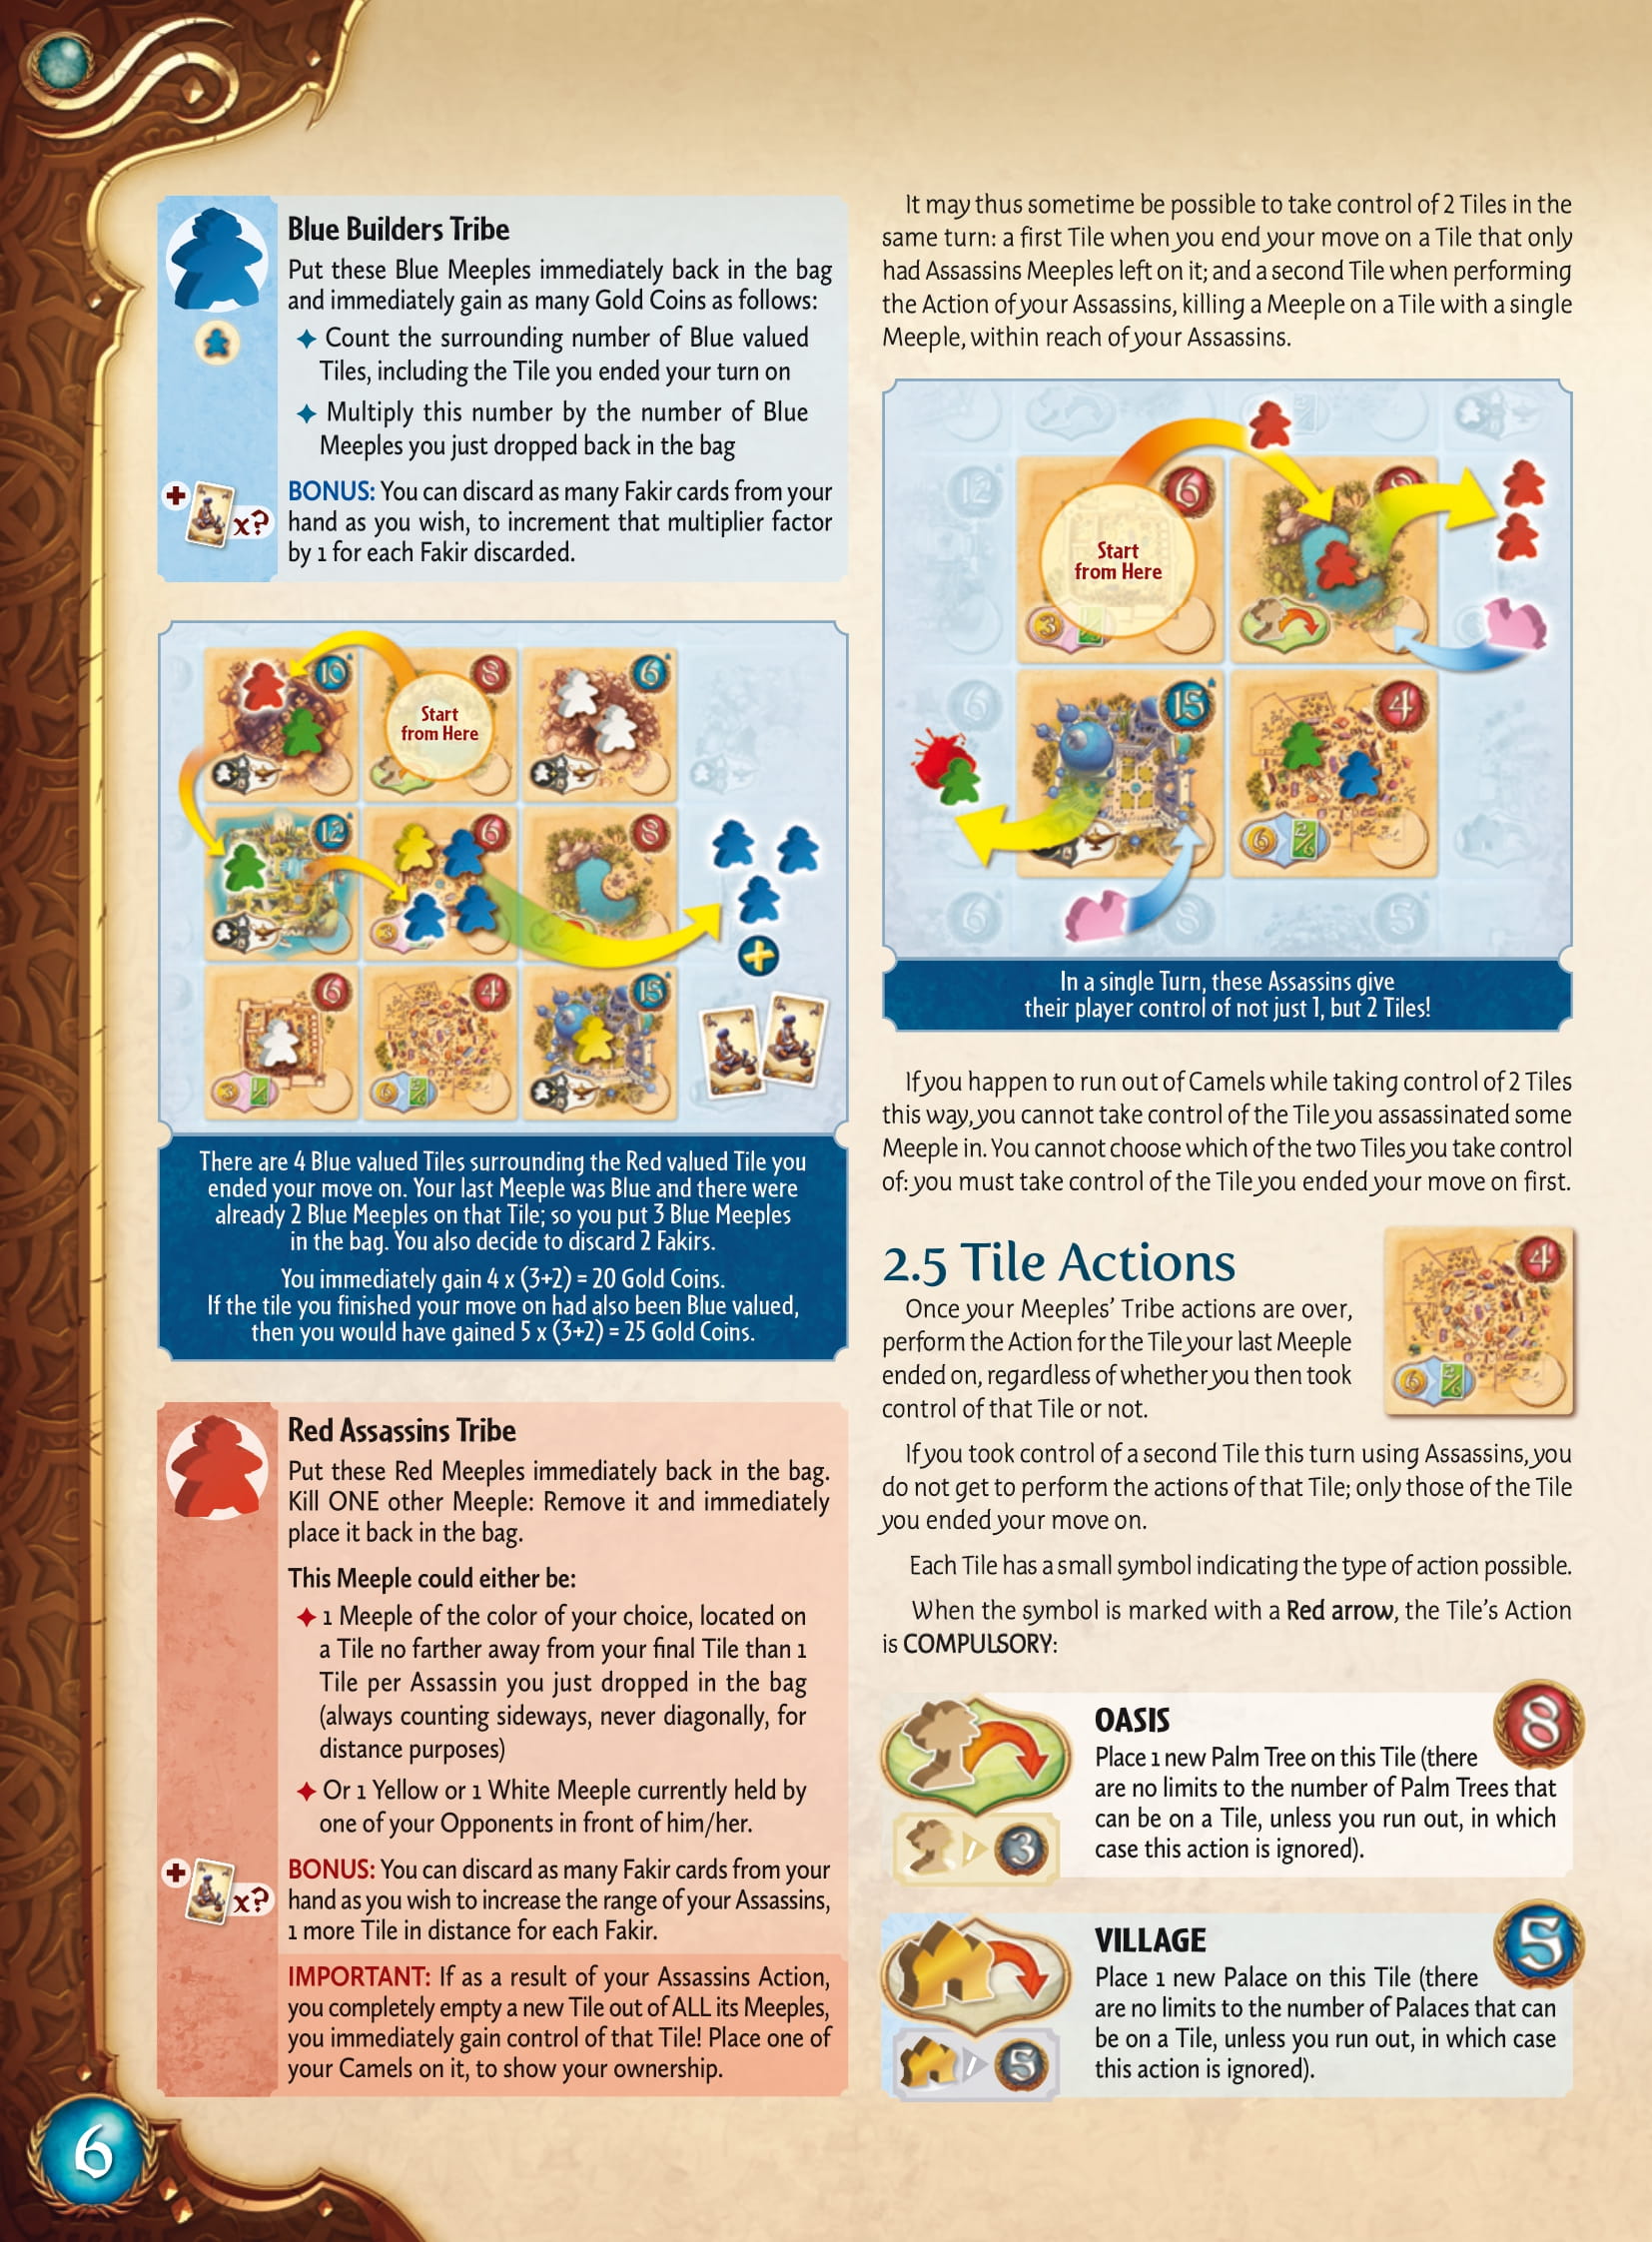 Blue Builders Tribe
Put these Blue Meeples immediately back in the bag
and immediately gain as many Gold Coins as follows:
Count the surrounding number of Blue valued
Tiles, including the Tile you ended your turn on
Multiply this number by the number of Blue
Meeples you just dropped back in the bag
+ x?
BONUS: You can discard as many Fakir cards from your
hand as you wish, to increment that multiplier factor
by 1 for each Fakir discarded.
10
8
6
Start
from Here
12
6
8
3
+
6
4
15
3
6
There are 4 Blue valued Tiles surrounding the Red valued Tile you
ended your move on. Your last Meeple was Blue and there were
already 2 Blue Meeples on that Tile; so you put 3 Blue Meeples
in the bag. You also decide to discard 2 Fakirs.
You immediately gain 4 x (3+2) = 20 Gold Coins.
If the tile you finished your move on had also been Blue valued,
then you would have gained 5 x (3+2) = 25 Gold Coins.
Red Assassins Tribe
Put these Red Meeples immediately back in the bag.
Kill ONE other Meeple: Remove it and immediately
place it back in the bag.
This Meeple could either be:
1 Meeple of the color of your choice, located on
a Tile no farther away from your final Tile than 1
Tile per Assassin you just dropped in the bag
(always counting sideways, never diagonally, for
distance purposes)
Or 1 Yellow or 1 White Meeple currently held by
one of your Opponents in front of him/her.
+ x?
BONUS: You can discard as many Fakir cards from your
hand as you wish to increase the range of your Assassins,
1 more Tile in distance for each Fakir.
IMPORTANT: If as a result of your Assassins Action,
you completely empty a new Tile out of ALL its Meeples,
you immediately gain control of that Tile! Place one of
your Camels on it, to show your ownership.
6
It may thus sometime be possible to take control of 2 Tiles in the
same turn: a first Tile when you end your move on a Tile that only
had Assassins Meeples left on it; and a second Tile when performing
the Action of your Assassins, killing a Meeple on a Tile with a single
Meeple, within reach of your Assassins.
12
6
Start
from Here
3
6
15
4
6
6
8
5
In a single Turn, these Assassins give
their player control of not just 1, but 2 Tiles!
If you happen to run out of Camels while taking control of 2 Tiles
this way, you cannot take control of the Tile you assassinated some
Meeple in. You cannot choose which of the two Tiles you take control
of: you must take control of the Tile you ended your move on first.
2.5 Tile Actions
Once your Meeples' Tribe actions are over,
perform the Action for the Tile your last Meeple
ended on, regardless of whether you then took
control of that Tile or not.
4
6 2/6
If you took control of a second Tile this turn using Assassins, you
do not get to perform the actions of that Tile; only those of the Tile
you ended your move on.
Each Tile has a small symbol indicating the type of action possible.
When the symbol is marked with a Red arrow, the Tile's Action
is COMPULSORY:
OASIS
8
Place 1 new Palm Tree on this Tile (there
are no limits to the number of Palm Trees that
can be on a Tile, unless you run out, in which
case this action is ignored).
/ 3
VILLAGE
5
Place 1 new Palace on this Tile (there
are no limits to the number of Palaces that can
be on a Tile, unless you run out, in which case
this action is ignored).
/ 5